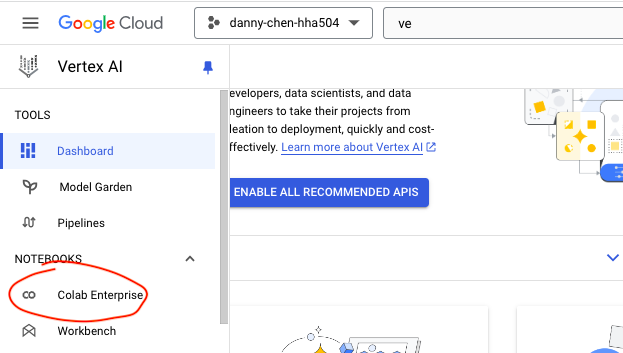 Google Cloud
danny-chen-hha504
ve
Vertex AI
TOOLS
Dashboard
Model Garden
Pipelines
NOTEBOOKS
Colab Enterprise
Workbench
evelopers, data scientists, and data
ngineers to take their projects from
leation to deployment, quickly and cost-
ffectively. Learn more about Vertex AI
ENABLE ALL RECOMMENDED APIS